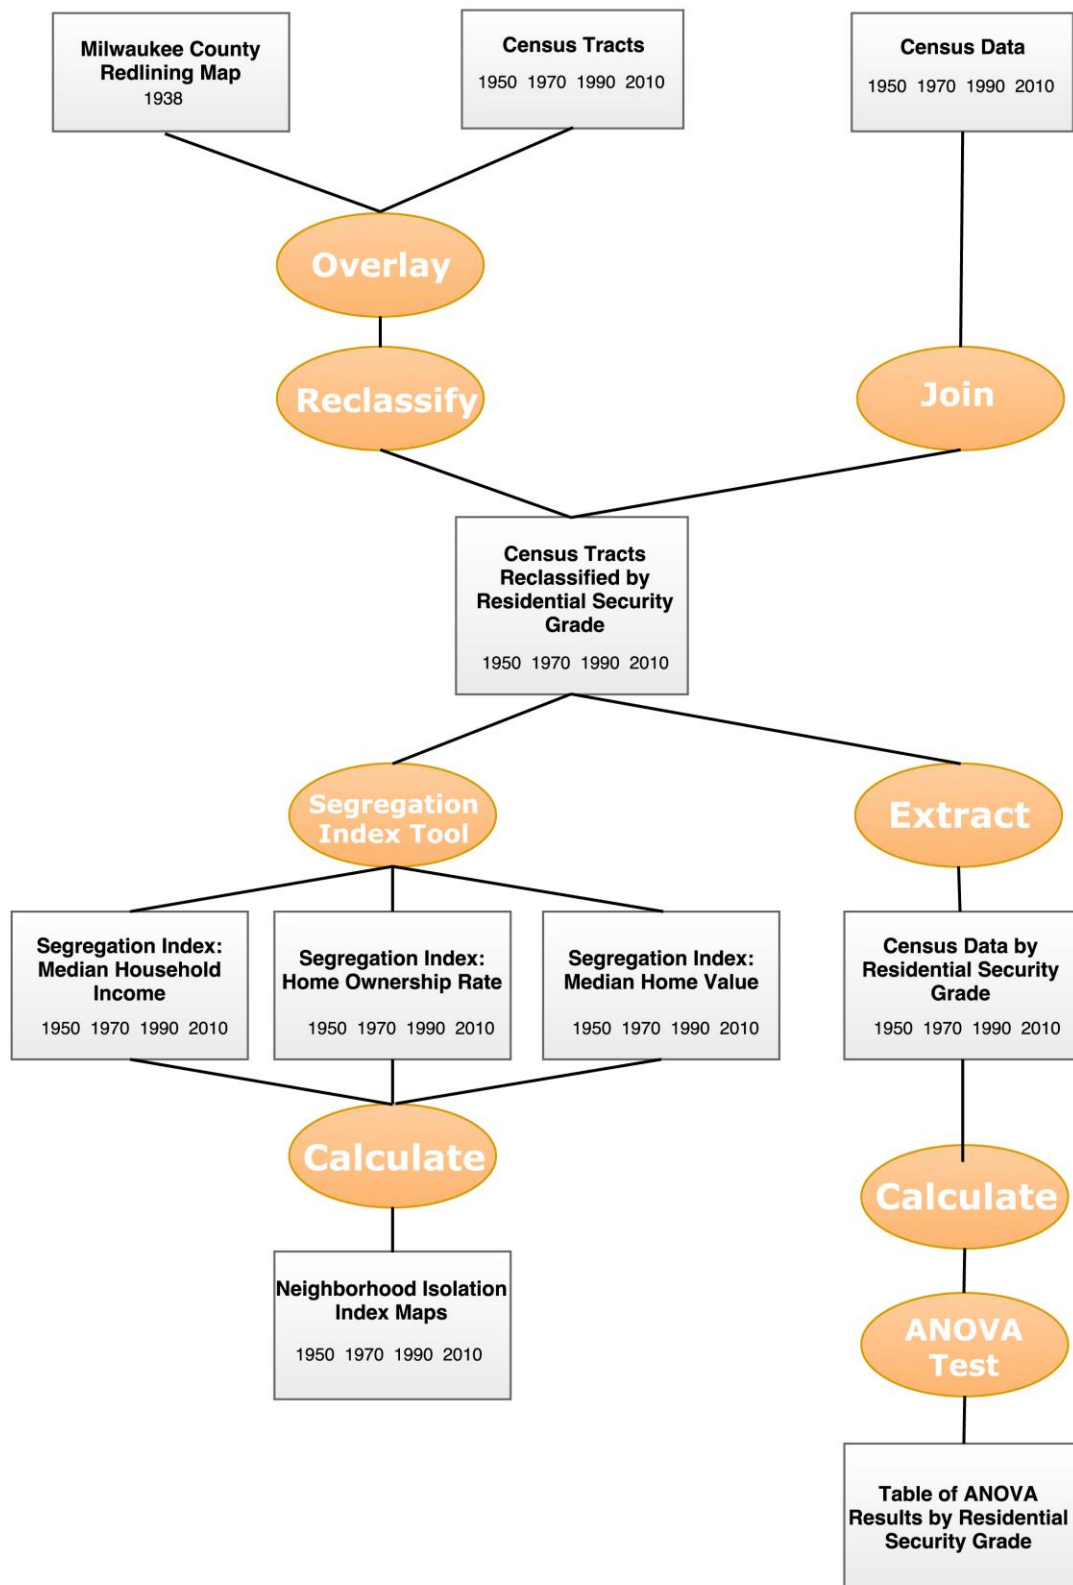 Milwaukee County
Redlining Map
1938
Census Tracts
1950 1970 1990 2010
Census Data
1950 1970 1990 2010
Overlay
Reclassify
Join
Census Tracts
Reclassified by
Residential Security
Grade
1950 1970 1990 2010
Segregation
Index Tool
Extract
Segregation Index:
Median Household
Income
1950 1970 1990 2010
Segregation Index:
Home Ownership Rate
1950 1970 1990 2010
Segregation Index:
Median Home Value
1950 1970 1990 2010
Census Data by
Residential Security
Grade
1950 1970 1990 2010
Calculate
Calculate
Neighborhood Isolation
Index Maps
1950 1970 1990 2010
ANOVA
Test
Table of ANOVA
Results by Residential
Security Grade